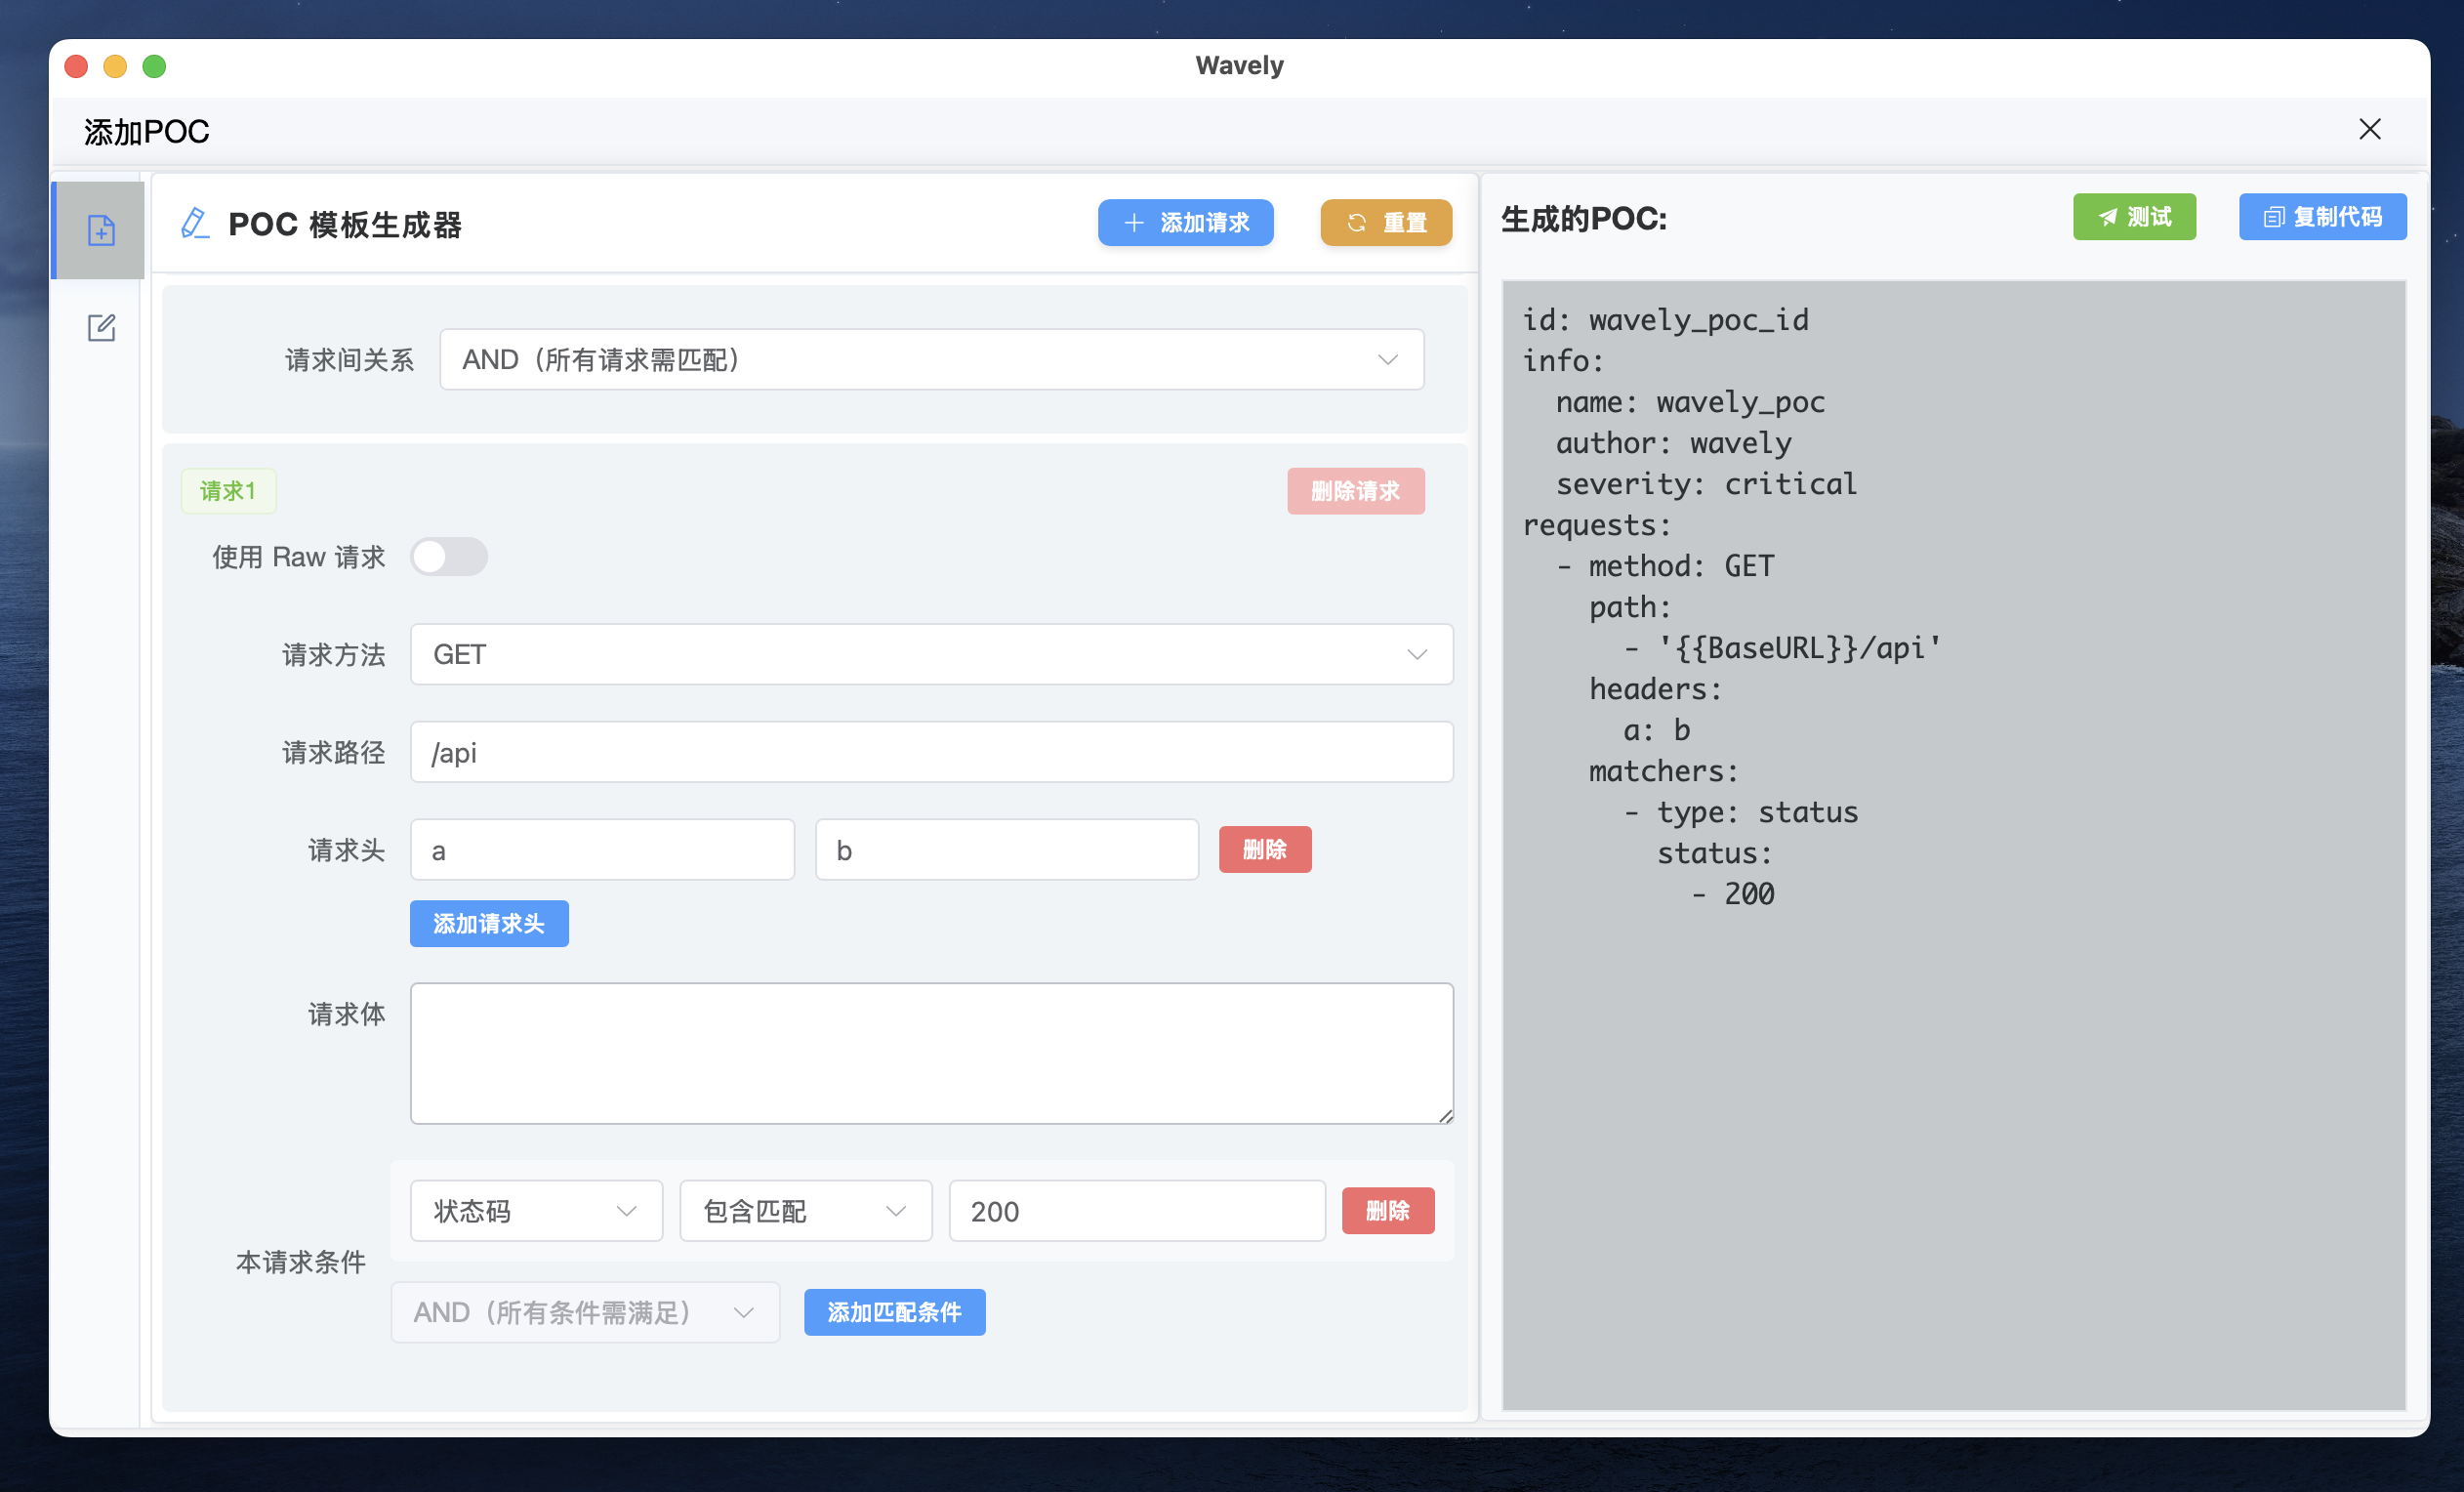 Wavely
添加POC
POC 模板生成器
添加请求
重置
请求间关系
AND（所有请求需匹配）
请求1
删除请求
使用 Raw 请求
请求方法
GET
请求路径
/api
请求头
a
b
删除
添加请求头
请求体
本请求条件
状态码
包含匹配
200
删除
AND（所有条件需满足）
添加匹配条件
生成的POC:
测试
复制代码
id: wavely_poc_id
info:
  name: wavely_poc
  author: wavely
  severity: critical
requests:
  - method: GET
    path:
      - '{{BaseURL}}/api'
    headers:
      a: b
    matchers:
      - type: status
        status:
          - 200